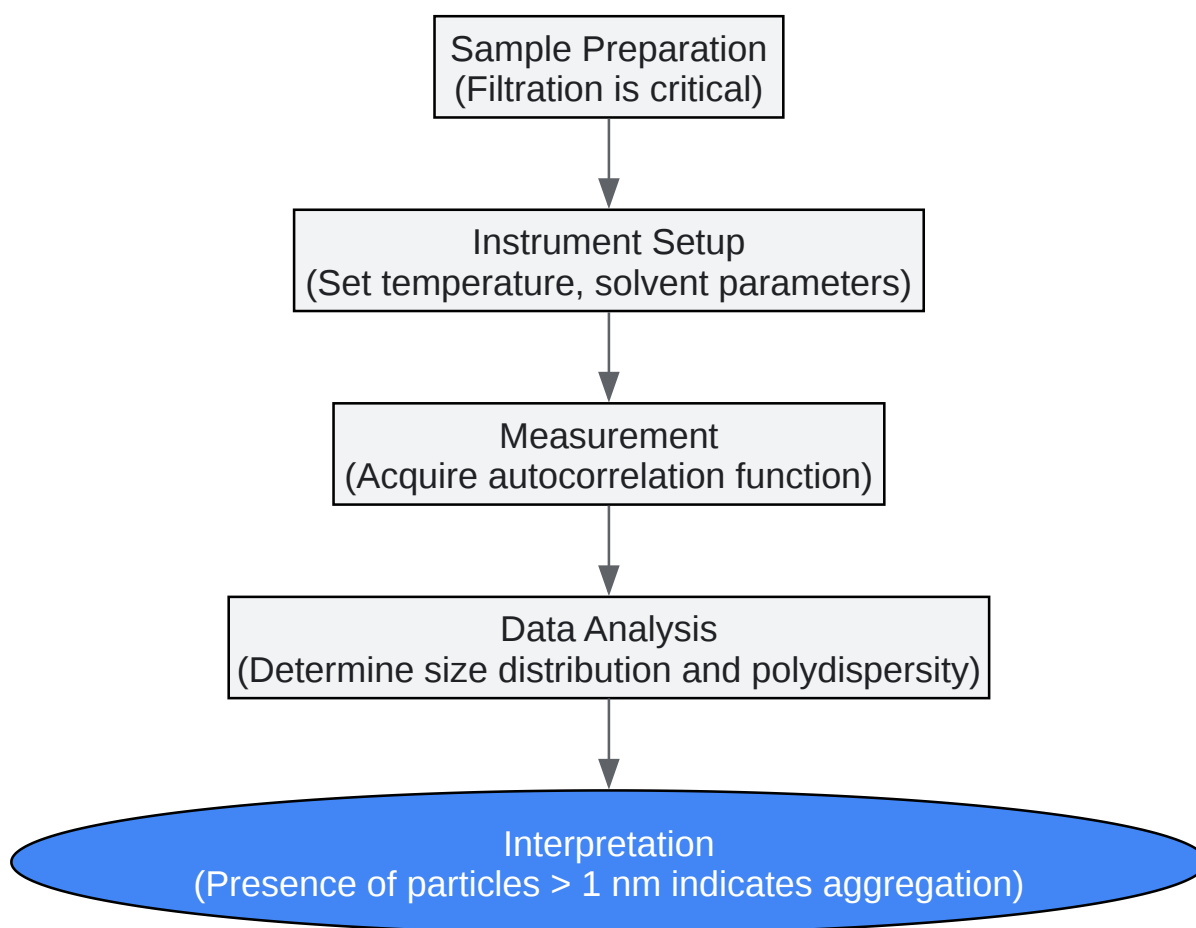 Sample Preparation
(Filtration is critical)
Instrument Setup
(Set temperature, solvent parameters)
Measurement
(Acquire autocorrelation function)
Data Analysis
(Determine size distribution and polydispersity)
Interpretation
(Presence of particles > 1 nm indicates aggregation)